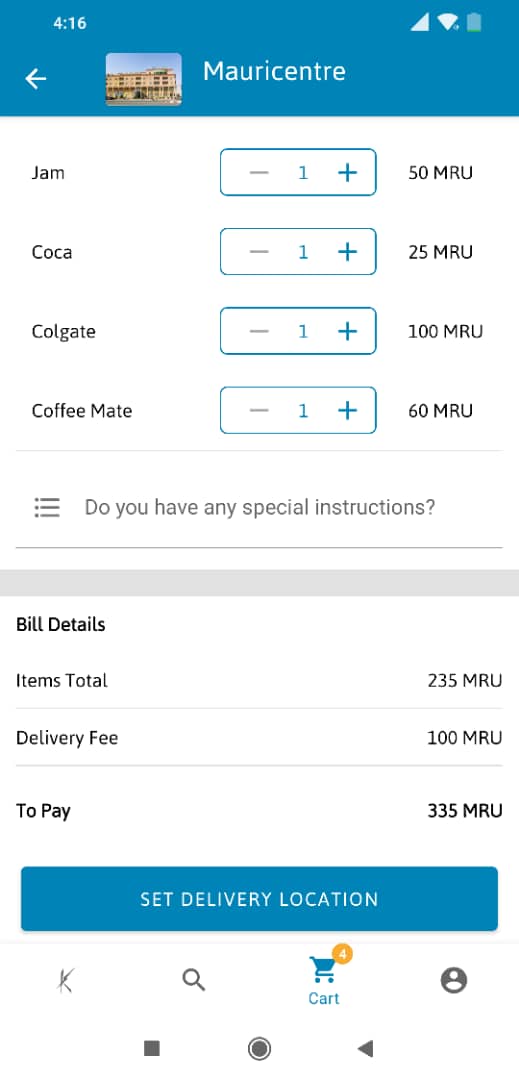 4:16
Mauricentre
Jam 1 50 MRU
Coca 1 25 MRU
Colgate 1 100 MRU
Coffee Mate 1 60 MRU
Do you have any special instructions?
Bill Details
Items Total 235 MRU
Delivery Fee 100 MRU
To Pay 335 MRU
SET DELIVERY LOCATION
4
Cart